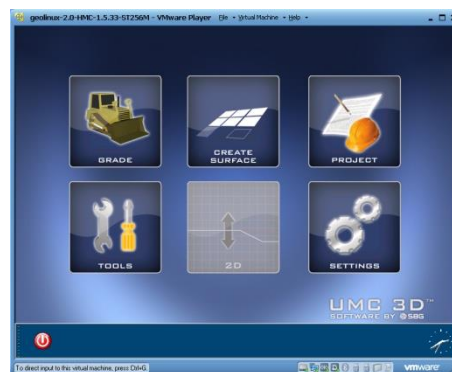 geolinux-2.0-HMC-1.5.33-ST256M - VMware Player File Virtual Machine Help
GRADE
CREATE
SURFACE
PROJECT
TOOLS
2D
SETTINGS
UMC 3D™
SOFTWARE BY @SBG
To direct input to this virtual machine, press Ctrl+G.
vmware